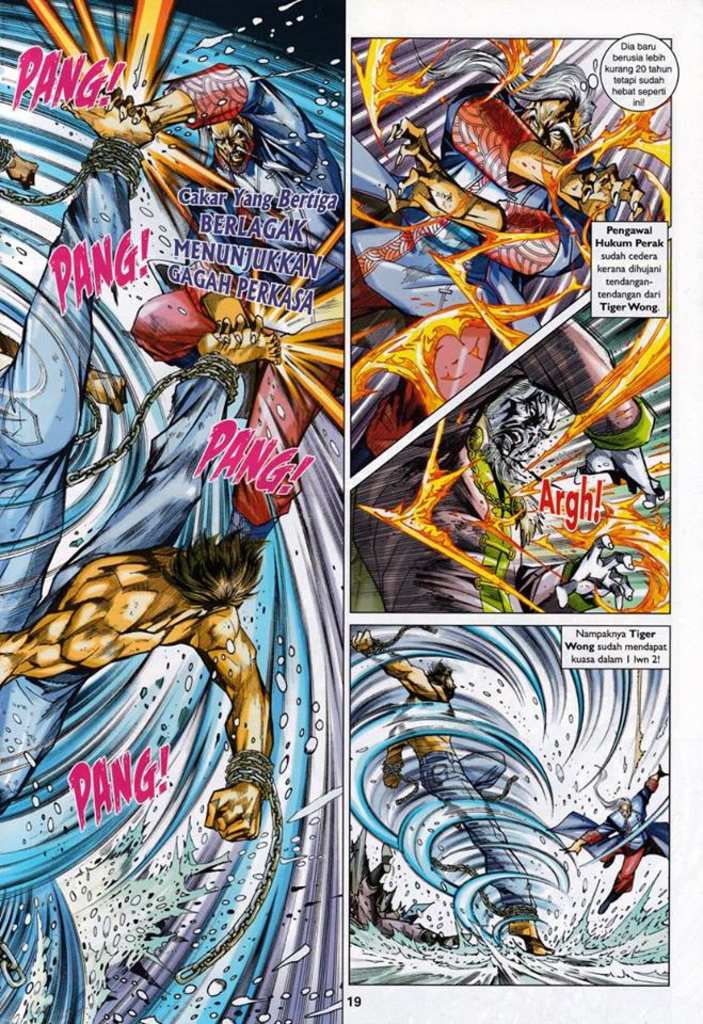 PANG!
PANG!
Cakar Yang Bertiga
BERLAGAK
MENUNJUKKAN
GAGAH PERKASA
PANG!
PANG!
Dia baru
berusia lebih
kurang 20 tahun
tetapi sudah
hebat seperti
ini!
Pengawal
Hukum Perak
sudah cedera
kerana dihujani
tendangan-
tendangan dari
Tiger Wong.
Argh!
Nampaknya Tiger
Wong sudah mendapat
kuasa dalam 1 lwn 2!
19